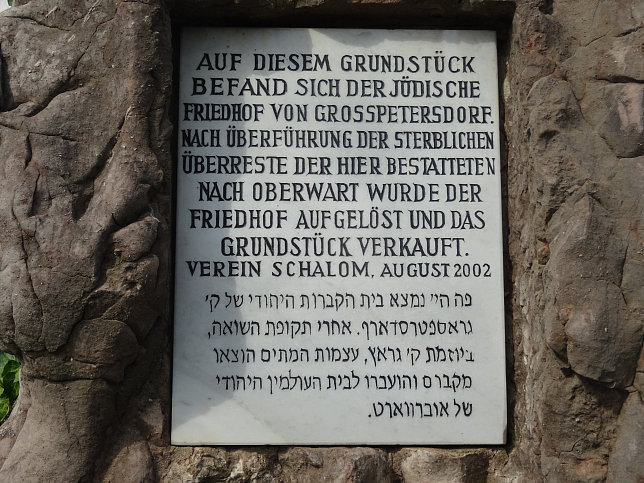 AUF DIESEM GRUNDSTÜCK
BEFAND SICH DER JÜDISCHE
FRIEDHOF VON GROSSPETERSDORF.
NACH ÜBERFÜHRUNG DER STERBLICHEN
ÜBERRESTE DER HIER BESTATTETEN
NACH OBERWART WURDE DER
FRIEDHOF AUFGELÖST UND DAS
GRUNDSTÜCK VERKAUFT.
VEREIN SCHALOM, AUGUST 2002
פה הי׳ נמצא בית הקברות היהודי של ק׳
גראספטרסדארף. אחרי תקופת השואה,
ביוזמת ק׳ גראץ, עצמות המתים הוצאו
מקברם והועברו לבית העולמין היהודי
של אוברווארט.